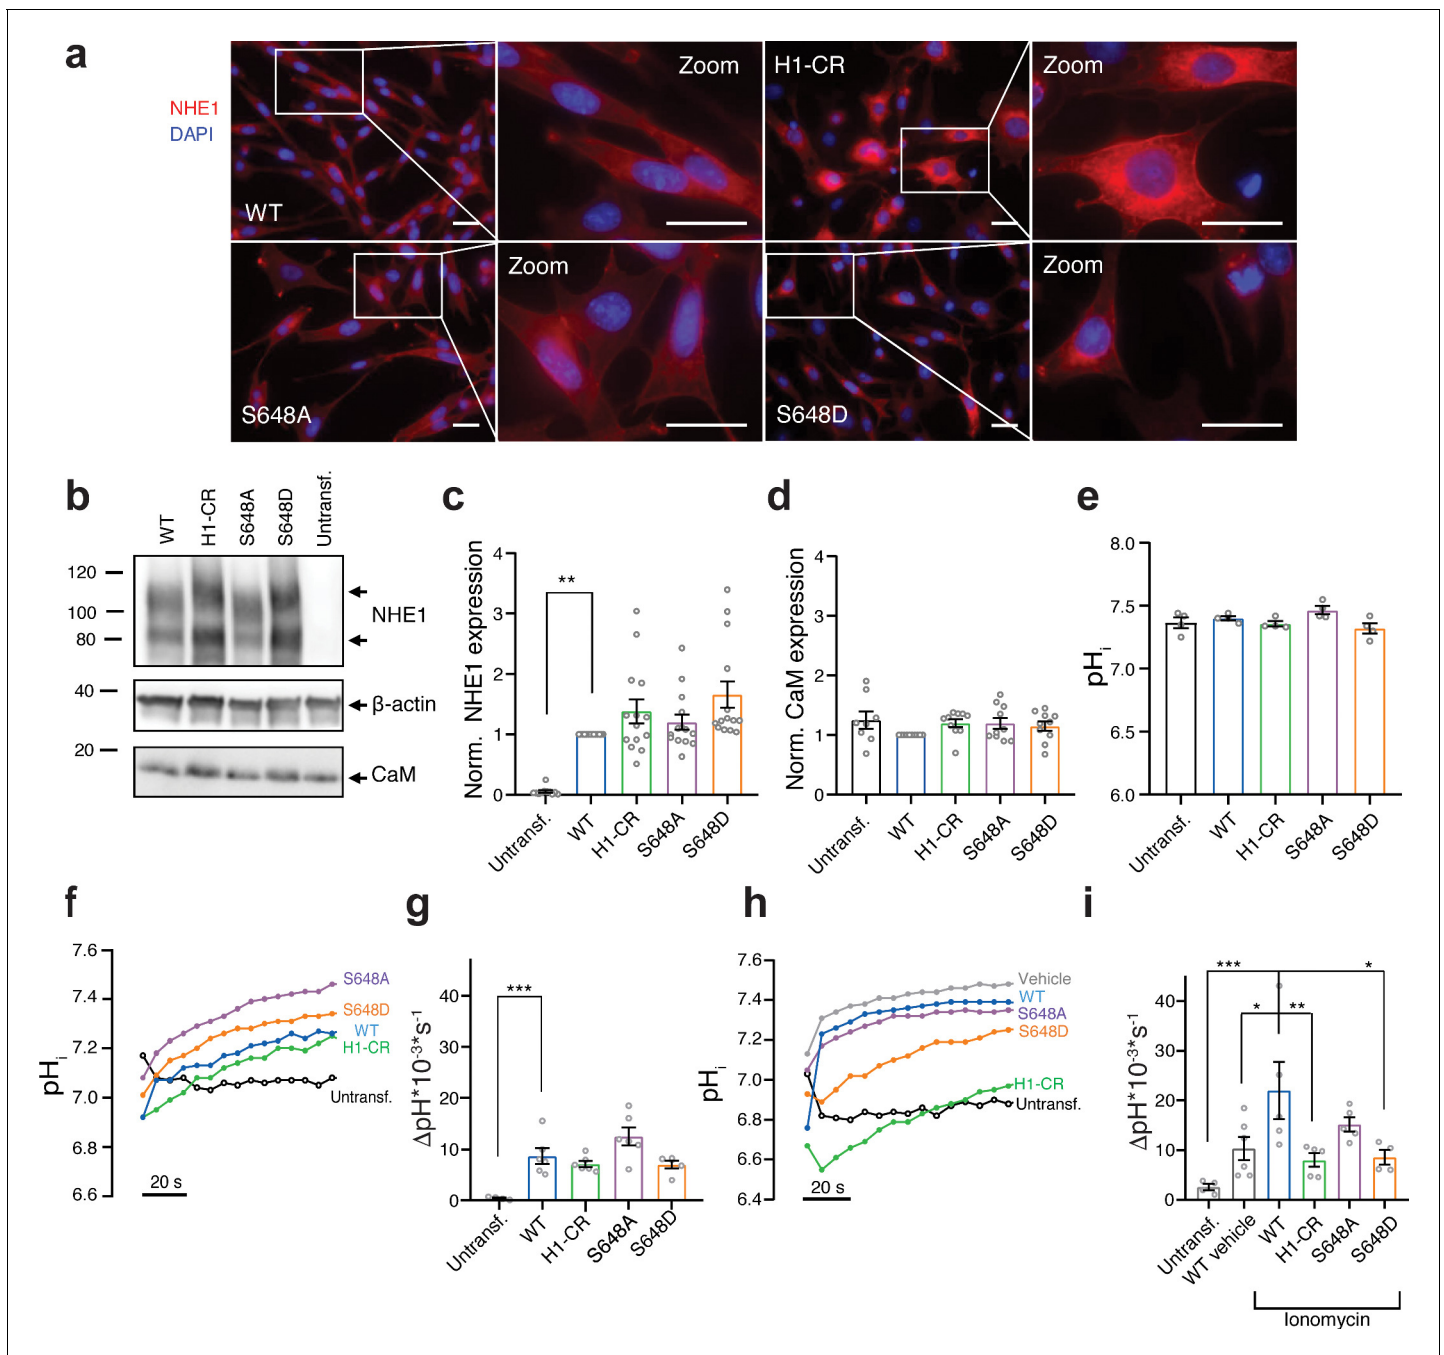 a
NHE1
DAPI
WT
Zoom
H1-CR
Zoom
S648A
Zoom
S648D
Zoom
b
WT
H1-CR
S648A
S648D
Untransf.
120
100
80
NHE1
40
β-actin
20
CaM
c
Norm. NHE1 expression
4
3
2
1
0
**
Untransf.
WT
H1-CR
S648A
S648D
d
Norm. CaM expression
4
3
2
1
0
Untransf.
WT
H1-CR
S648A
S648D
e
pHi
8.0
7.5
7.0
6.5
6.0
Untransf.
WT
H1-CR
S648A
S648D
f
pHi
7.6
7.4
7.2
7.0
6.8
6.6
S648A
S648D
WT
H1-CR
Untransf.
20 s
g
ΔpH*10-3*s-1
40
30
20
10
0
***
Untransf.
WT
H1-CR
S648A
S648D
h
pHi
7.6
7.4
7.2
7.0
6.8
6.6
6.4
Vehicle
WT
S648A
S648D
H1-CR
Untransf.
20 s
i
ΔpH*10-3*s-1
40
30
20
10
0
***
*
*
**
Untransf.
WT vehicle
WT
H1-CR
S648A
S648D
Ionomycin